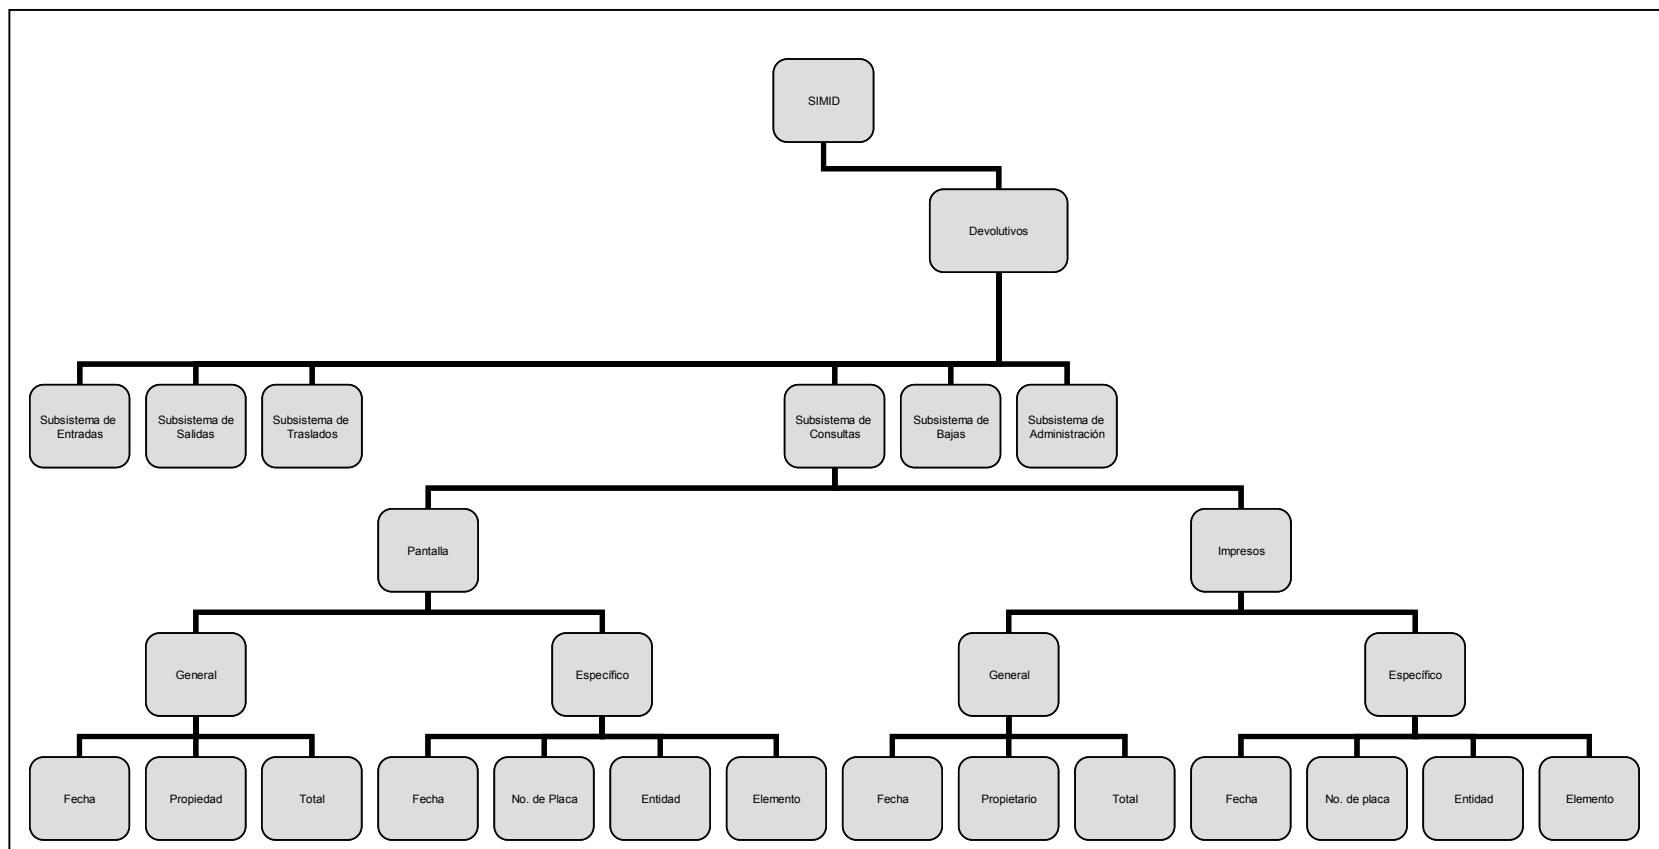 SIMID
Devolutivos
Subsistema de
Entradas
Subsistema de
Salidas
Subsistema de
Traslados
Subsistema de
Consultas
Subsistema de
Bajas
Subsistema de
Administración
Pantalla
Impresos
General
Específico
General
Específico
Fecha
Propiedad
Total
Fecha
No. de Placa
Entidad
Elemento
Fecha
Propietario
Total
Fecha
No. de placa
Entidad
Elemento